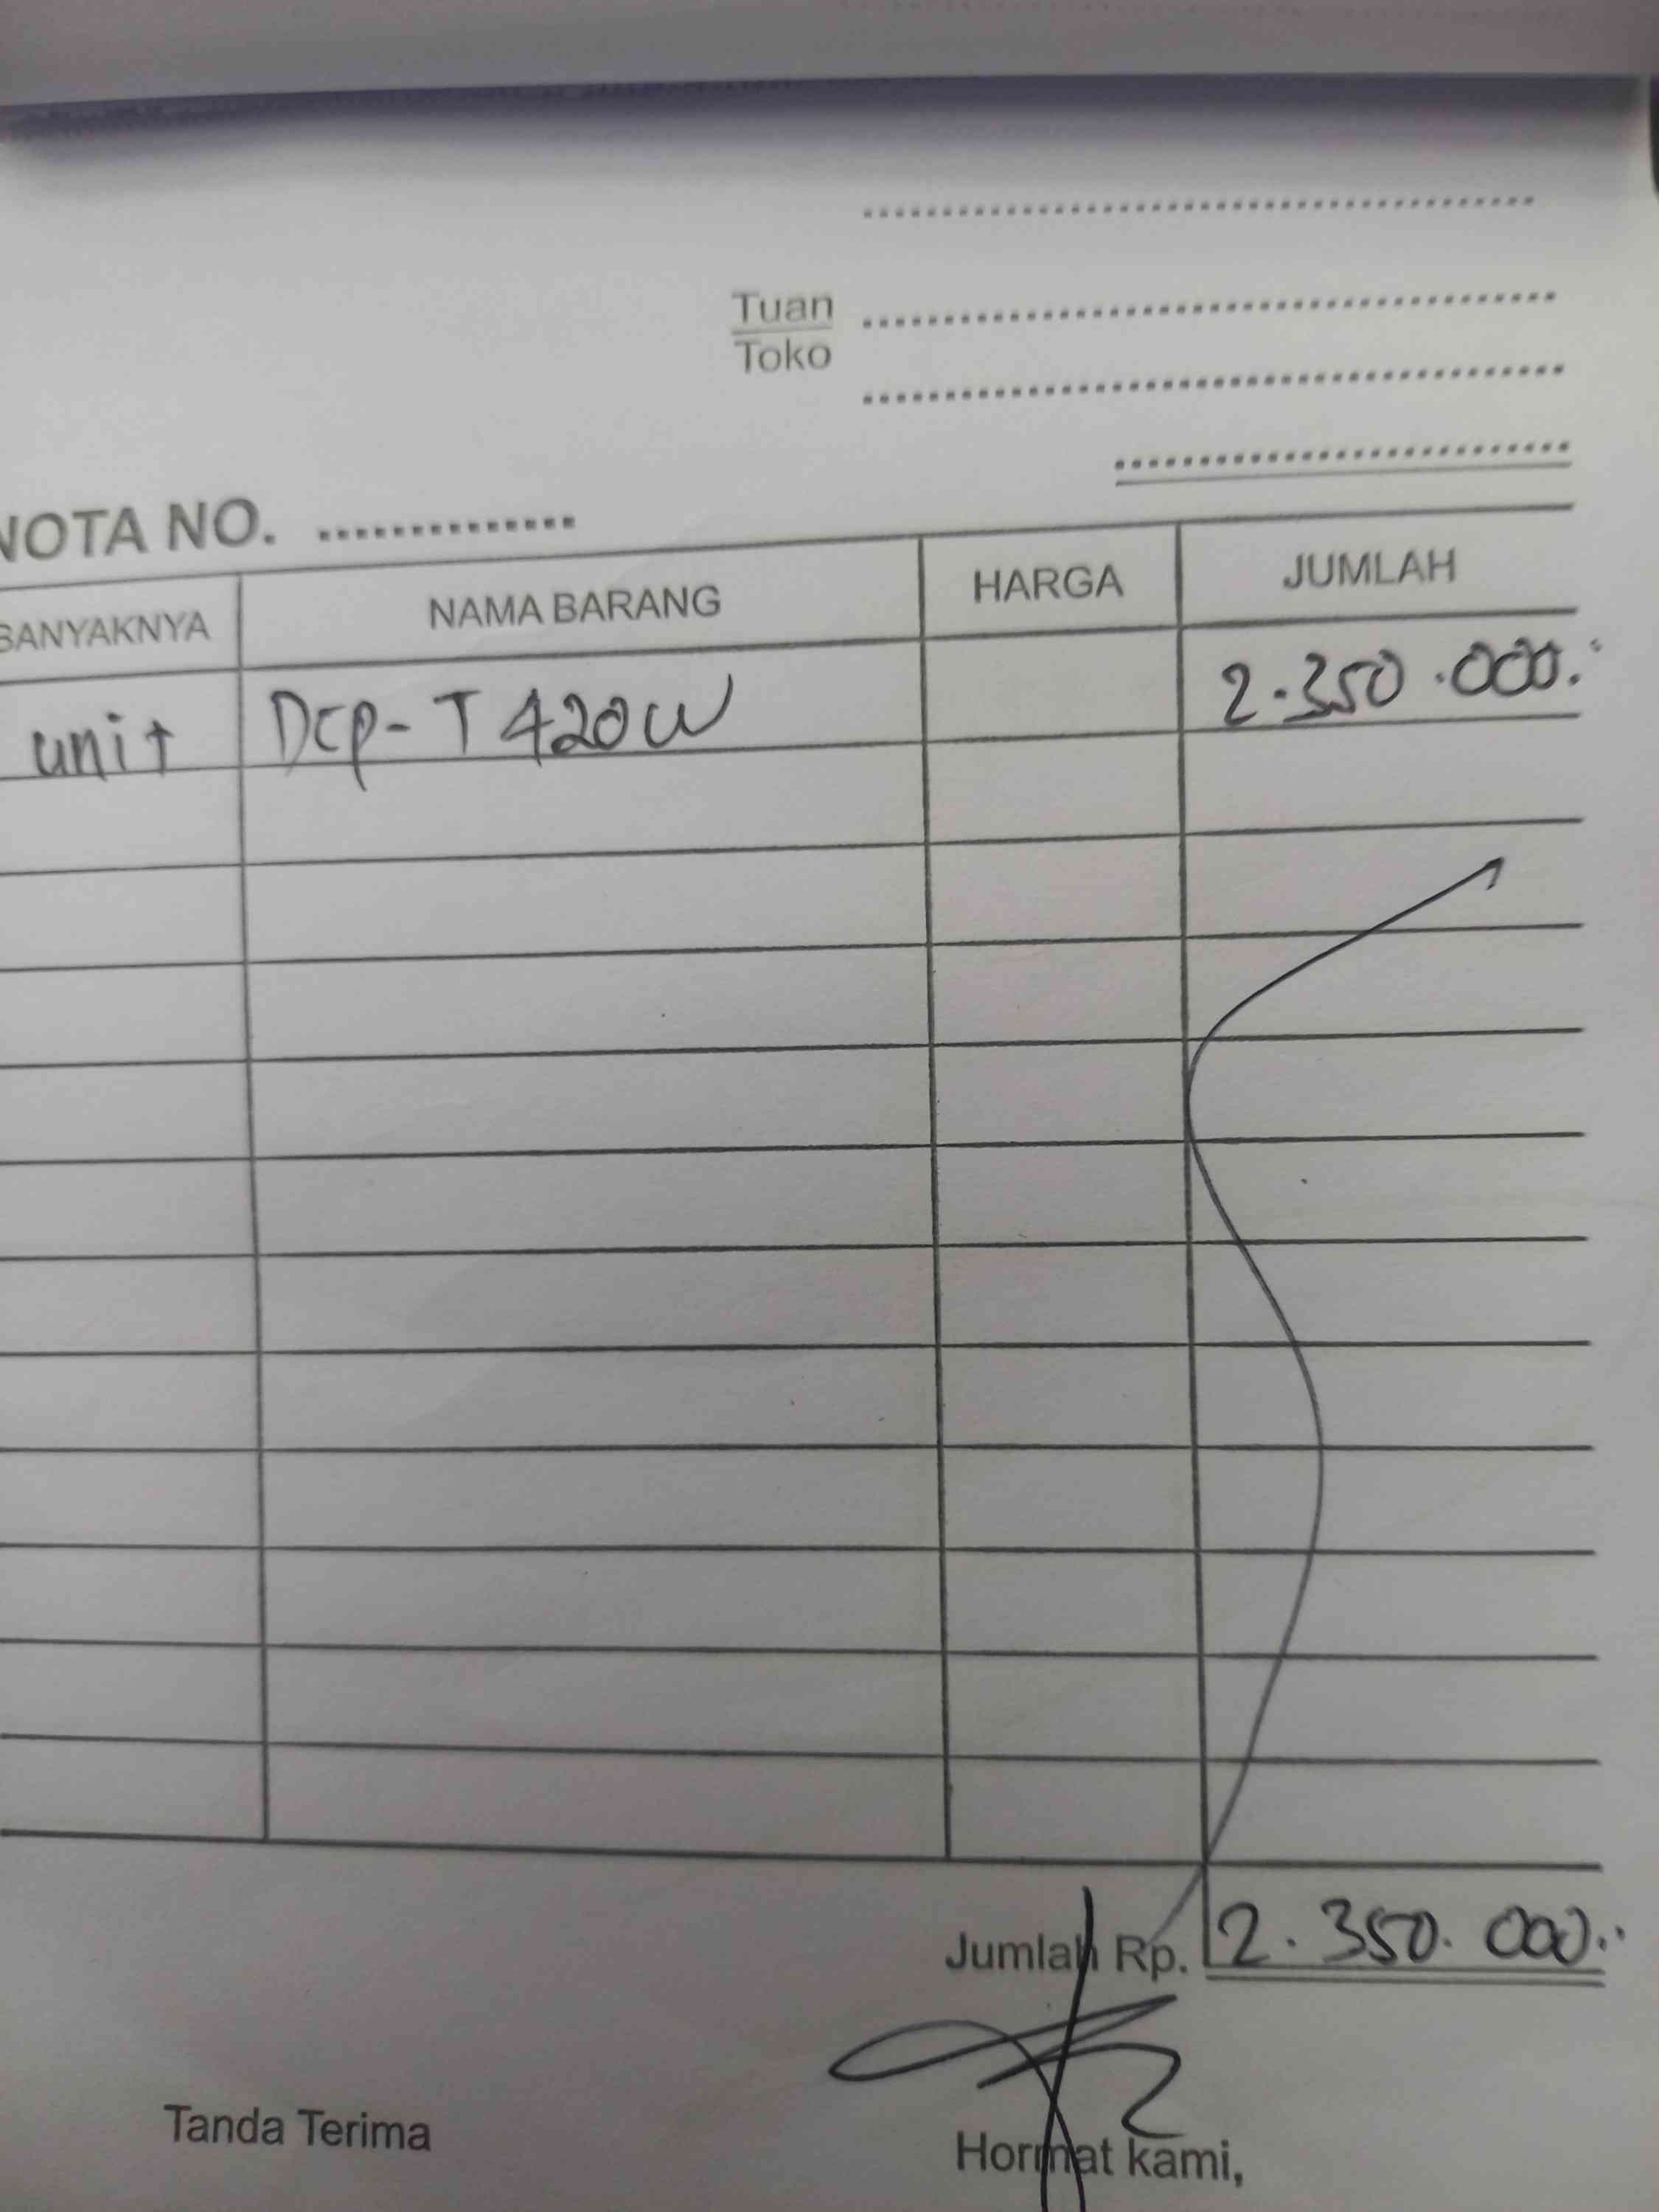 Tuan
Toko
NOTA NO. ..............
BANYAKNYA NAMA BARANG HARGA JUMLAH
unit Dcp-T420W 2.350.000.
Jumlah Rp. 2.350.000.
Tanda Terima Hormat kami,